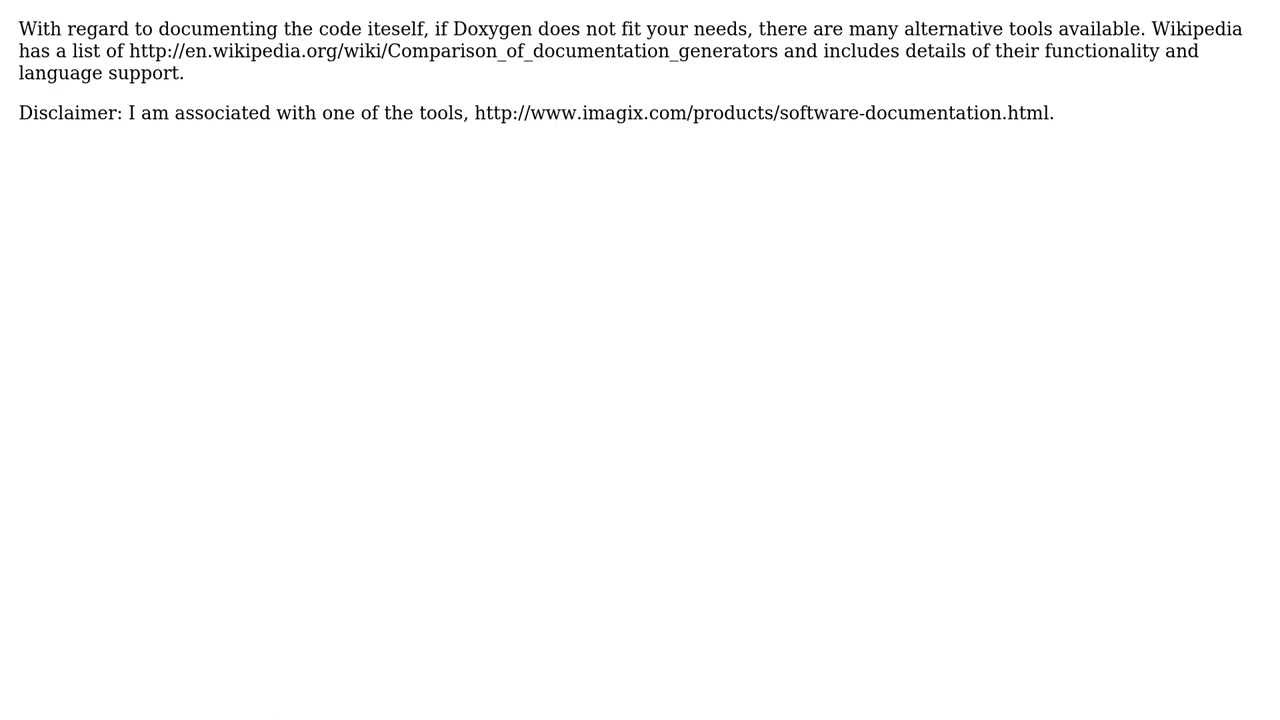 With regard to documenting the code iteself, if Doxygen does not fit your needs, there are many alternative tools available. Wikipedia
has a list of http://en.wikipedia.org/wiki/Comparison_of_documentation_generators and includes details of their functionality and
language support.
Disclaimer: I am associated with one of the tools, http://www.imagix.com/products/software-documentation.html.